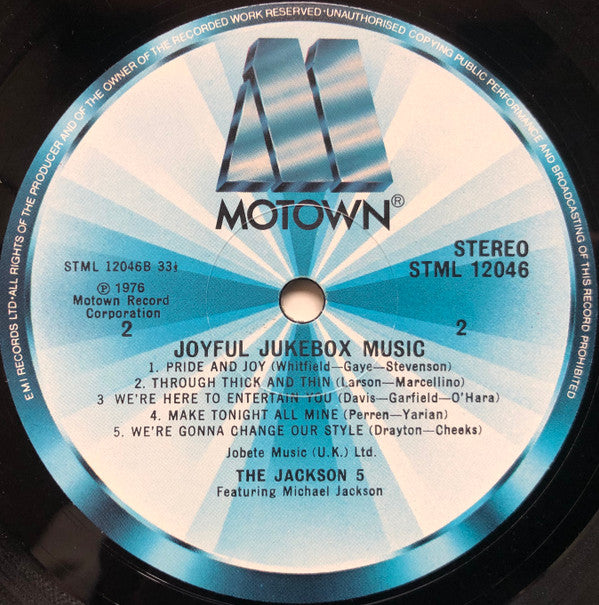 EMI RECORDS LTD·ALL RIGHTS OF THE PRODUCER AND OF THE OWNER OF THE RECORDED WORK RESERVED·UNAUTHORISED COPYING PUBLIC PERFORMANCE AND BROADCASTING OF THIS RECORD PROHIBITED
M
MOTOWN®
STEREO
STML 12046B 33⅓
STML 12046
℗ 1976
Motown Record
Corporation
2
2
JOYFUL JUKEBOX MUSIC
1. PRIDE AND JOY (Whitfield—Gaye—Stevenson)
2. THROUGH THICK AND THIN (Larson—Marcellino)
3 WE'RE HERE TO ENTERTAIN YOU (Davis—Garfield—O'Hara)
4. MAKE TONIGHT ALL MINE (Perren—Yarian)
5. WE'RE GONNA CHANGE OUR STYLE (Drayton—Cheeks)
Jobete Music (U.K.) Ltd.
THE JACKSON 5
Featuring Michael Jackson